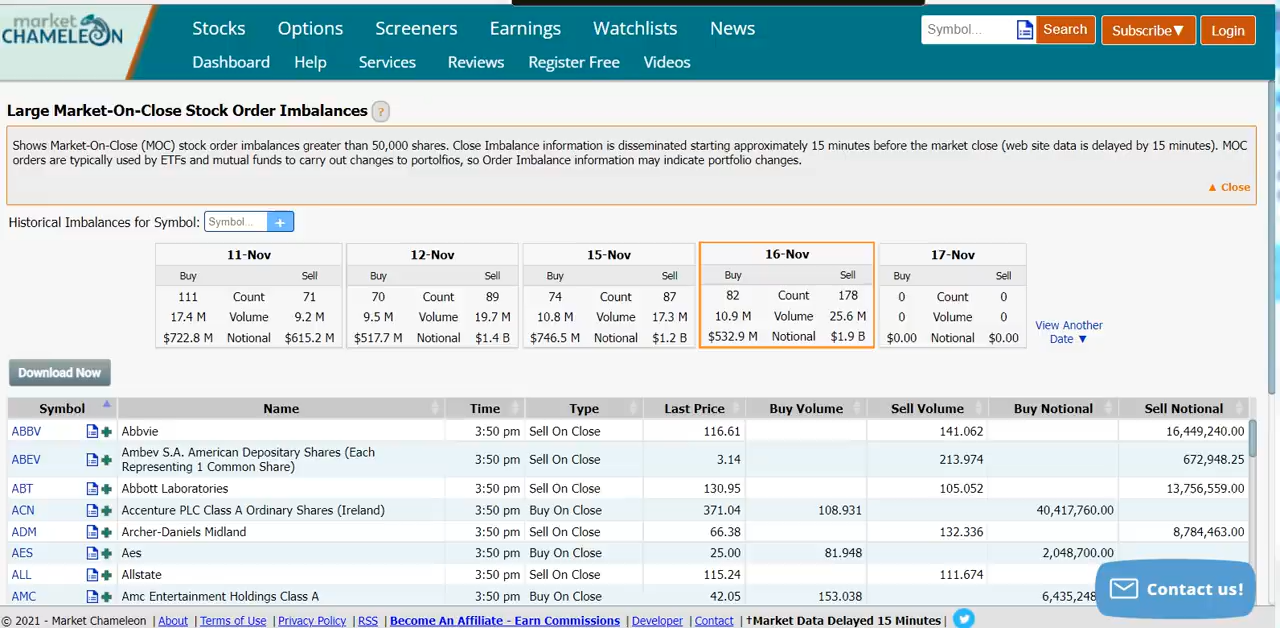 market
CHAMELEON
Stocks Options Screeners Earnings Watchlists News
Symbol... Search Subscribe▼ Login
Dashboard Help Services Reviews Register Free Videos
Large Market-On-Close Stock Order Imbalances ?
Shows Market-On-Close (MOC) stock order imbalances greater than 50,000 shares. Close Imbalance information is disseminated starting approximately 15 minutes before the market close (web site data is delayed by 15 minutes). MOC
orders are typically used by ETFs and mutual funds to carry out changes to portolfios, so Order Imbalance information may indicate portfolio changes.
▲ Close
Historical Imbalances for Symbol: Symbol... +
11-Nov 12-Nov 15-Nov 16-Nov 17-Nov
Buy Sell Buy Sell Buy Sell Buy Sell Buy Sell
111 Count 71 70 Count 89 74 Count 87 82 Count 178 0 Count 0
17.4 M Volume 9.2 M 9.5 M Volume 19.7 M 10.8 M Volume 17.3 M 10.9 M Volume 25.6 M 0 Volume 0
$722.8 M Notional $615.2 M $517.7 M Notional $1.4 B $746.5 M Notional $1.2 B $532.9 M Notional $1.9 B $0.00 Notional $0.00
View Another
Date ▼
Download Now
Symbol Name Time Type Last Price Buy Volume Sell Volume Buy Notional Sell Notional
ABBV Abbvie 3:50 pm Sell On Close 116.61 141.062 16,449,240.00
ABEV Ambev S.A. American Depositary Shares (Each
Representing 1 Common Share) 3:50 pm Sell On Close 3.14 213.974 672,948.25
ABT Abbott Laboratories 3:50 pm Sell On Close 130.95 105.052 13,756,559.00
ACN Accenture PLC Class A Ordinary Shares (Ireland) 3:50 pm Buy On Close 371.04 108.931 40,417,760.00
ADM Archer-Daniels Midland 3:50 pm Sell On Close 66.38 132.336 8,784,463.00
AES Aes 3:50 pm Buy On Close 25.00 81.948 2,048,700.00
ALL Allstate 3:50 pm Sell On Close 115.24 111.674
AMC Amc Entertainment Holdings Class A 3:50 pm Buy On Close 42.05 153.038 6,435,248
Contact us!
© 2021 - Market Chameleon | About | Terms of Use | Privacy Policy | RSS | Become An Affiliate - Earn Commissions | Developer | Contact | †Market Data Delayed 15 Minutes |